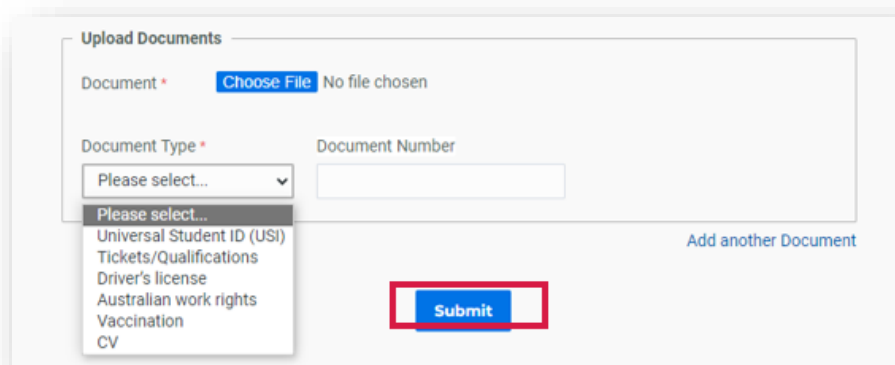 Upload Documents
Document * Choose File No file chosen
Document Type * Document Number
Please select...
Please select...
Universal Student ID (USI)
Tickets/Qualifications
Driver's license
Australian work rights
Vaccination
CV
Add another Document
Submit